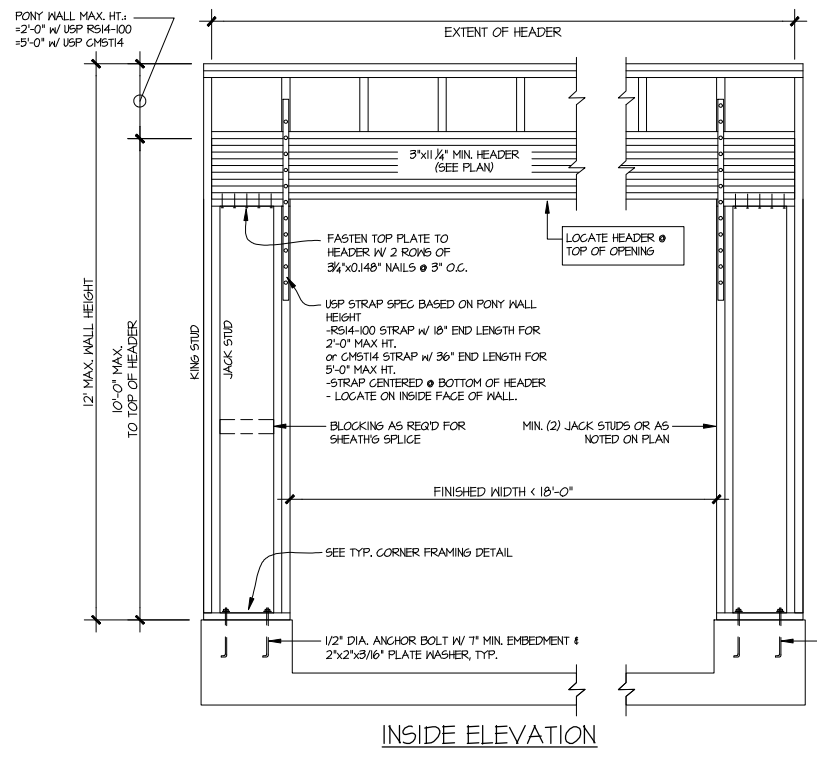 PONY WALL MAX. HT.:
=2'-0" W/ USP RS14-100
=5'-0" W/ USP CMST14
EXTENT OF HEADER
3"x11 1/4" MIN. HEADER
(SEE PLAN)
FASTEN TOP PLATE TO
HEADER W/ 2 ROWS OF
3 1/4"x0.148" NAILS @ 3" O.C.
LOCATE HEADER @
TOP OF OPENING
USP STRAP SPEC BASED ON PONY WALL
HEIGHT
-RS14-100 STRAP W/ 18" END LENGTH FOR
2'-0" MAX HT.
or CMST14 STRAP W/ 36" END LENGTH FOR
5'-0" MAX HT.
-STRAP CENTERED @ BOTTOM OF HEADER
- LOCATE ON INSIDE FACE OF WALL.
12' MAX. WALL HEIGHT
10'-0" MAX.
TO TOP OF HEADER
KING STUD
JACK STUD
BLOCKING AS REQ'D FOR
SHEATH'G SPLICE
MIN. (2) JACK STUDS OR AS
NOTED ON PLAN
FINISHED WIDTH < 18'-0"
SEE TYP. CORNER FRAMING DETAIL
1/2" DIA. ANCHOR BOLT W/ 7" MIN. EMBEDMENT &
2"x2"x3/16" PLATE WASHER, TYP.
INSIDE ELEVATION